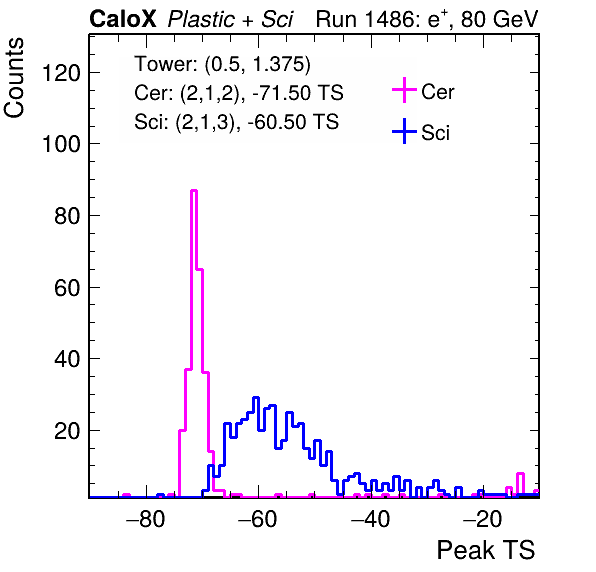 CaloX Plastic + Sci Run 1486: e+, 80 GeV
Counts
Tower: (0.5, 1.375)
Cer: (2,1,2), -71.50 TS
Sci: (2,1,3), -60.50 TS
Cer
Sci
120
100
80
60
40
20
−80 −60 −40 −20
Peak TS